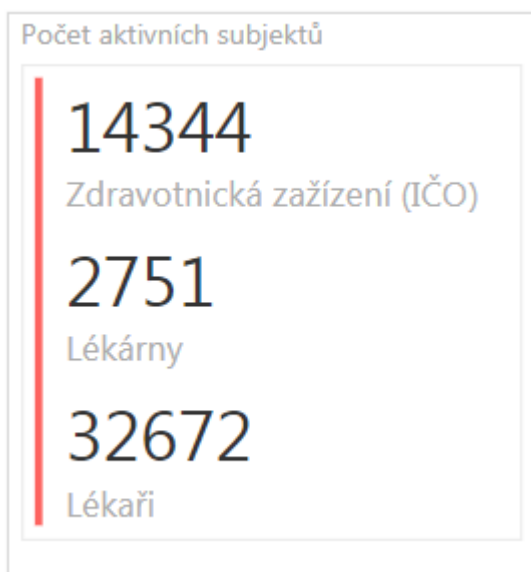 Počet aktivních subjektů
14344
Zdravotnická zažízení (IČO)
2751
Lékárny
32672
Lékaři